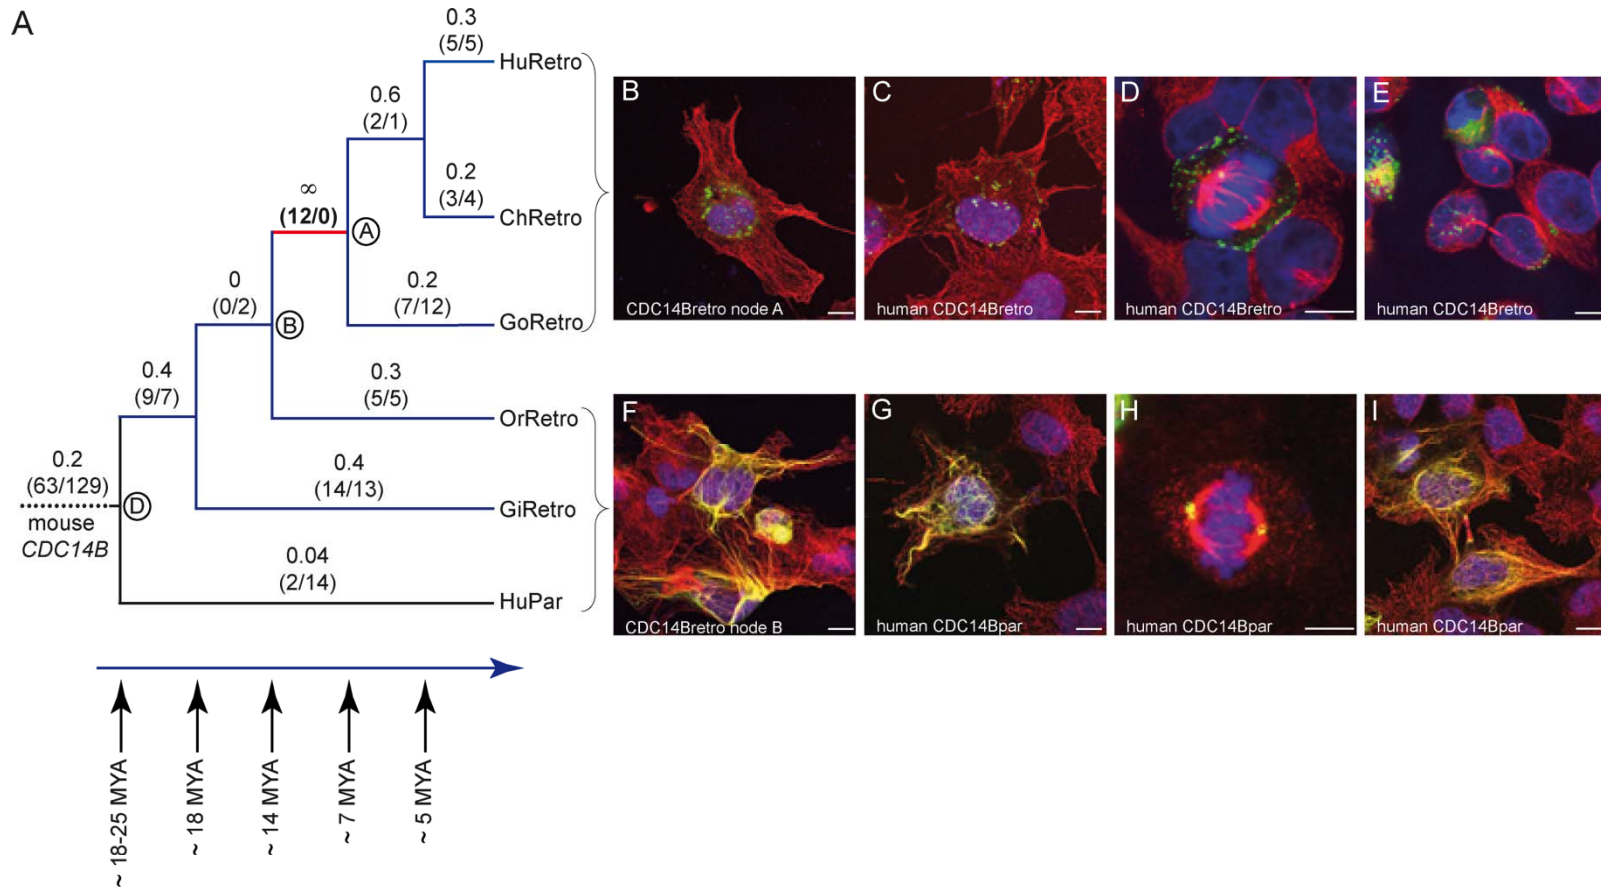 A
0.3
(5/5)
HuRetro
0.6
(2/1)
0.2
(3/4)
ChRetro
∞
(12/0)
A
0.2
(7/12)
GoRetro
0
(0/2)
B
0.3
(5/5)
OrRetro
0.4
(9/7)
0.4
(14/13)
GiRetro
0.2
(63/129)
D
mouse
CDC14B
0.04
(2/14)
HuPar
~ 18-25 MYA
~ 18 MYA
~ 14 MYA
~ 7 MYA
~ 5 MYA
B
CDC14Bretro node A
C
human CDC14Bretro
D
human CDC14Bretro
E
human CDC14Bretro
F
CDC14Bretro node B
G
human CDC14Bpar
H
human CDC14Bpar
I
human CDC14Bpar